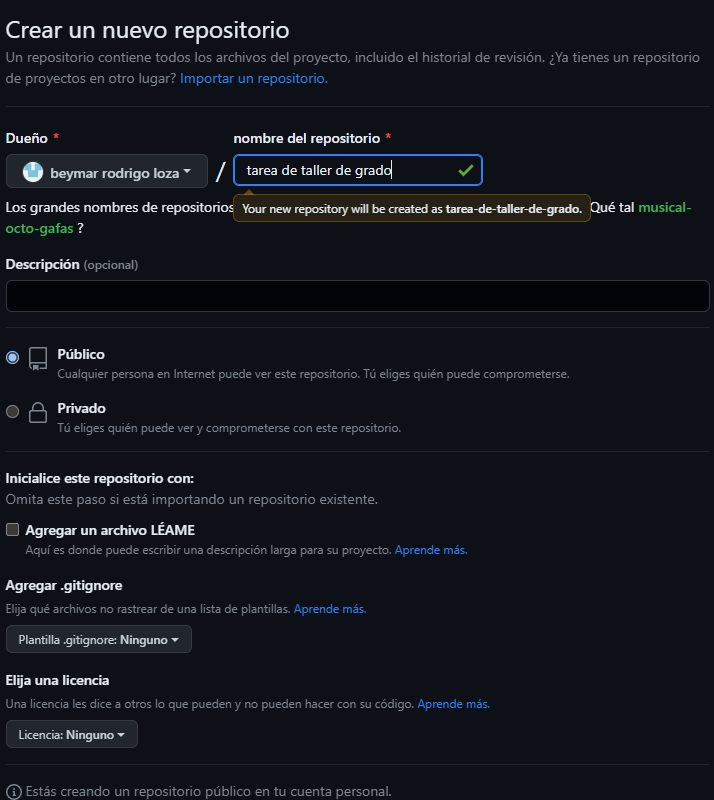 Crear un nuevo repositorio
Un repositorio contiene todos los archivos del proyecto, incluido el historial de revisión. ¿Ya tienes un repositorio
de proyectos en otro lugar? Importar un repositorio.
Dueño *
nombre del repositorio *
beymar rodrigo loza
/
tarea de taller de grado
Los grandes nombres de repositorios
Your new repository will be created as tarea-de-taller-de-grado.
Qué tal musical-
octo-gafas ?
Descripción (opcional)
Público
Cualquier persona en Internet puede ver este repositorio. Tú eliges quién puede comprometerse.
Privado
Tú eliges quién puede ver y comprometerse con este repositorio.
Inicialice este repositorio con:
Omita este paso si está importando un repositorio existente.
Agregar un archivo LÉAME
Aquí es donde puede escribir una descripción larga para su proyecto. Aprende más.
Agregar .gitignore
Elija qué archivos no rastrear de una lista de plantillas. Aprende más.
Plantilla .gitignore: Ninguno
Elija una licencia
Una licencia les dice a otros lo que pueden y no pueden hacer con su código. Aprende más.
Licencia: Ninguno
Estás creando un repositorio público en tu cuenta personal.